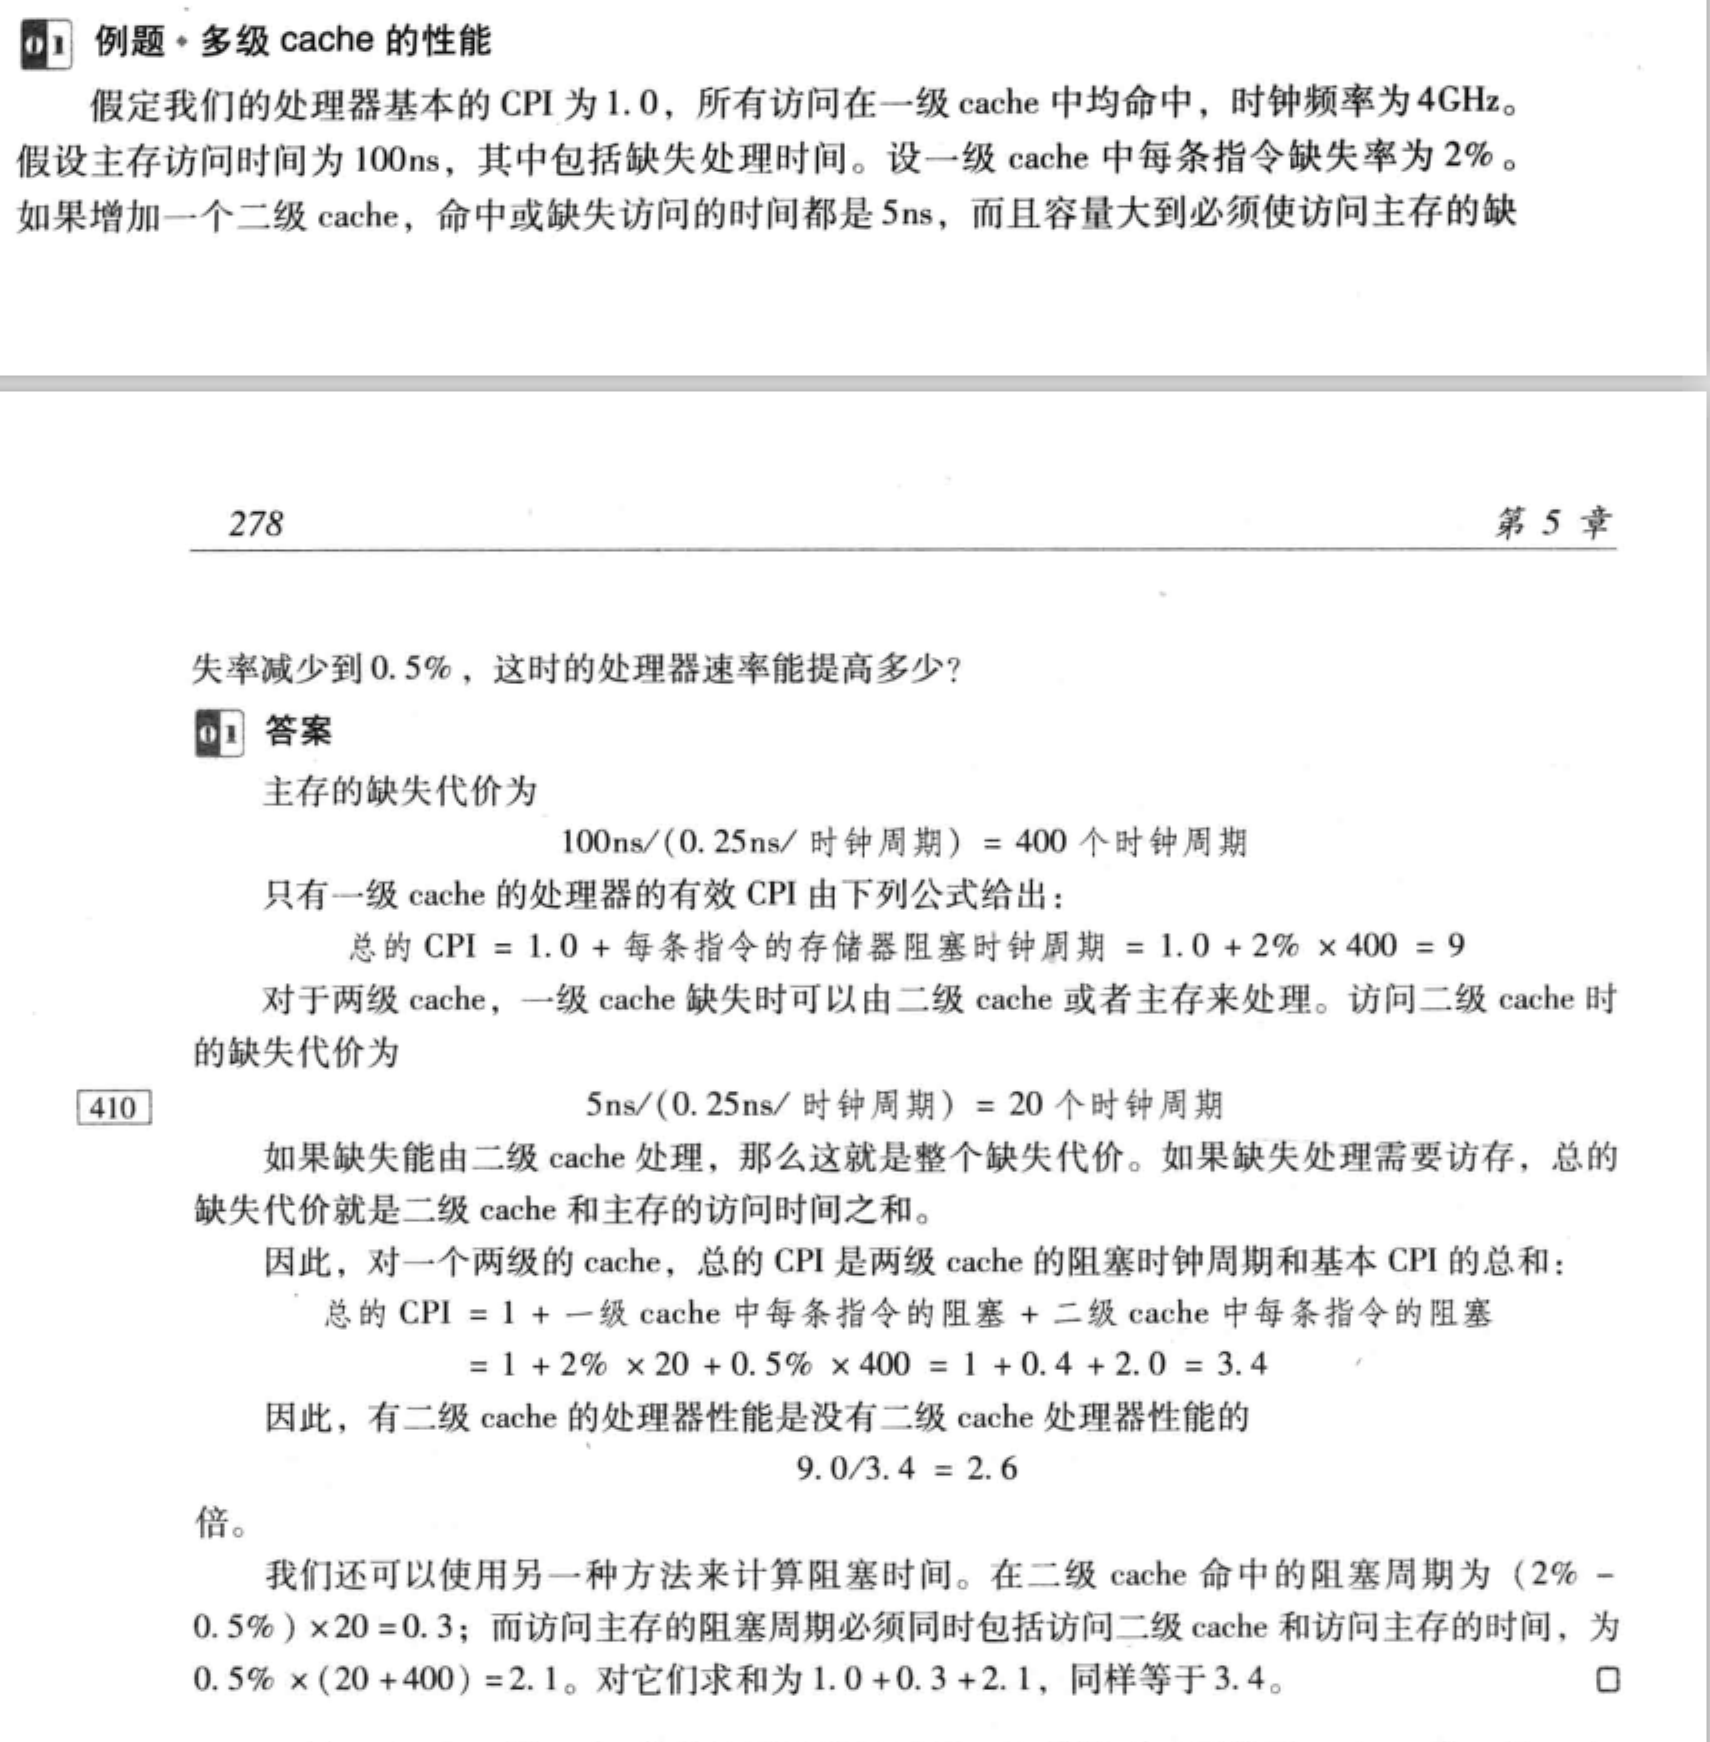 01 例题·多级 cache 的性能
假定我们的处理器基本的 CPI 为 1.0，所有访问在一级 cache 中均命中，时钟频率为 4GHz。
假设主存访问时间为 100ns，其中包括缺失处理时间。设一级 cache 中每条指令缺失率为 2%。
如果增加一个二级 cache，命中或缺失访问的时间都是 5ns，而且容量大到必须使访问主存的缺
278
第 5 章
失率减少到 0.5%，这时的处理器速率能提高多少？
01 答案
主存的缺失代价为
100ns/(0.25ns/ 时钟周期) = 400 个时钟周期
只有一级 cache 的处理器的有效 CPI 由下列公式给出：
总的 CPI = 1.0 + 每条指令的存储器阻塞时钟周期 = 1.0 + 2% × 400 = 9
对于两级 cache，一级 cache 缺失时可以由二级 cache 或者主存来处理。访问二级 cache 时
的缺失代价为
410
5ns/(0.25ns/ 时钟周期) = 20 个时钟周期
如果缺失能由二级 cache 处理，那么这就是整个缺失代价。如果缺失处理需要访存，总的
缺失代价就是二级 cache 和主存的访问时间之和。
因此，对一个两级的 cache，总的 CPI 是两级 cache 的阻塞时钟周期和基本 CPI 的总和：
总的 CPI = 1 + 一级 cache 中每条指令的阻塞 + 二级 cache 中每条指令的阻塞
= 1 + 2% × 20 + 0.5% × 400 = 1 + 0.4 + 2.0 = 3.4
因此，有二级 cache 的处理器性能是没有二级 cache 处理器性能的
9.0/3.4 = 2.6
倍。
我们还可以使用另一种方法来计算阻塞时间。在二级 cache 命中的阻塞周期为（2% -
0.5%）×20 =0.3；而访问主存的阻塞周期必须同时包括访问二级 cache 和访问主存的时间，为
0.5% ×(20 +400) =2.1。对它们求和为 1.0 +0.3 +2.1，同样等于 3.4。